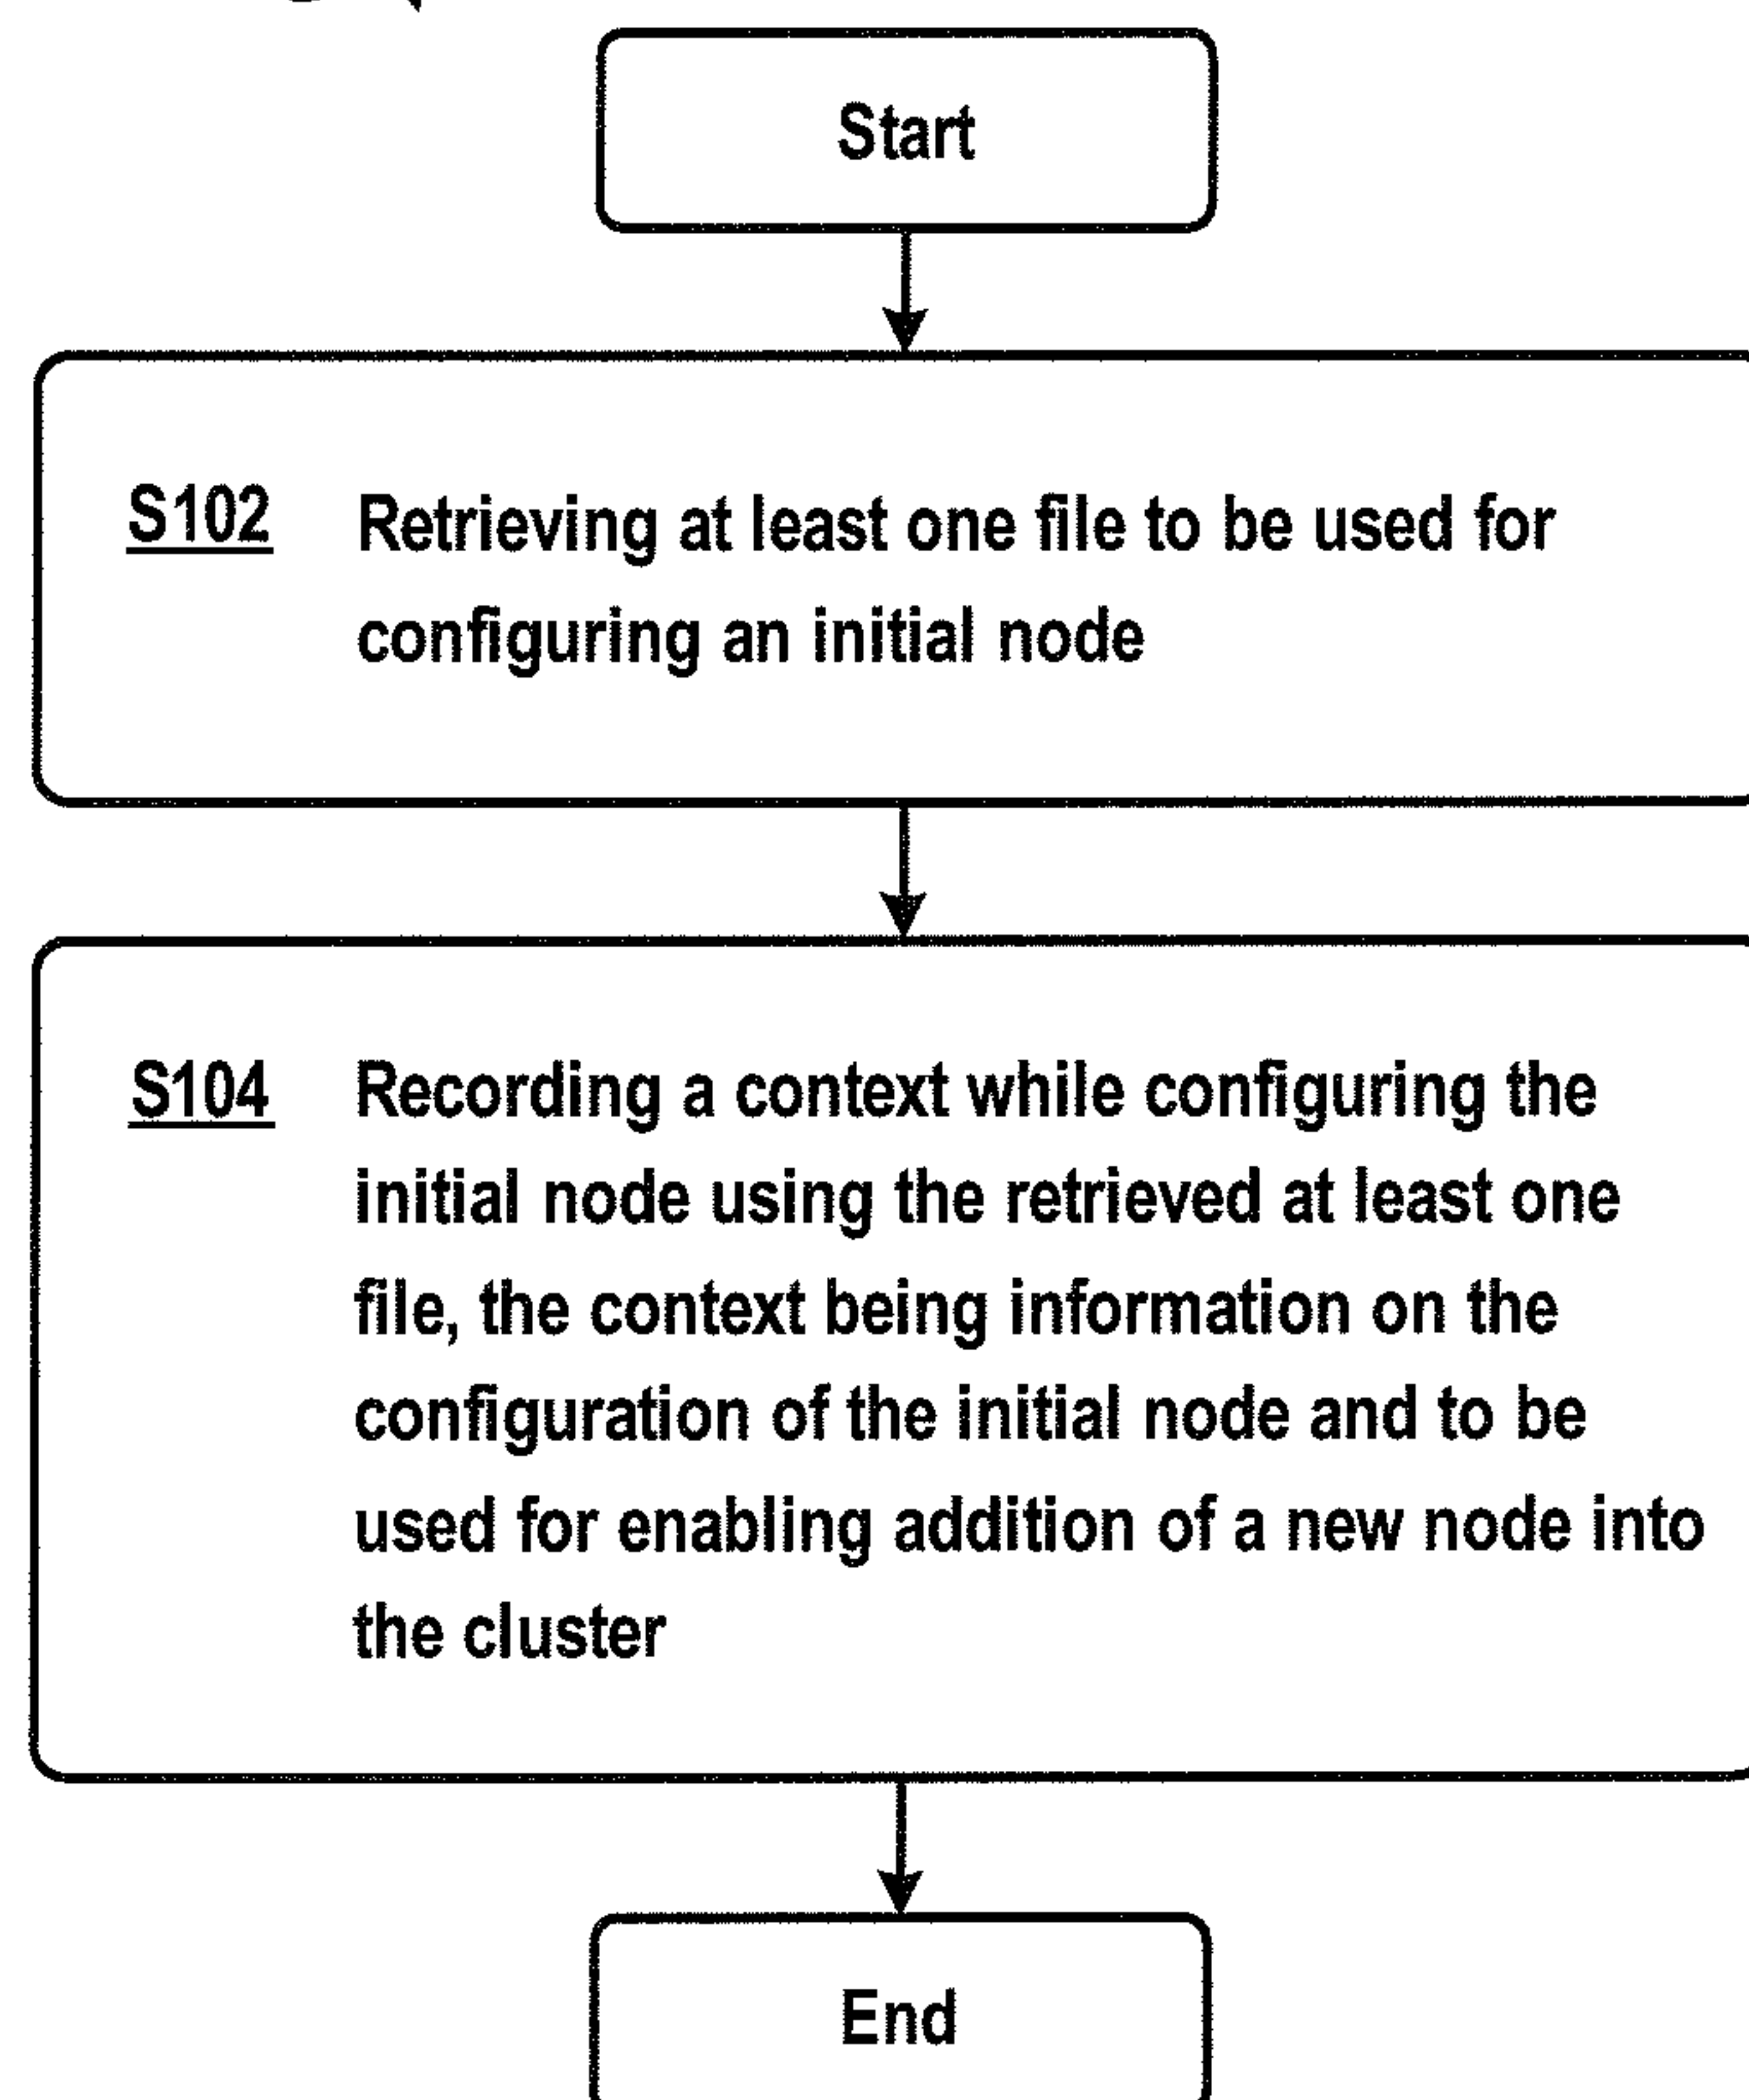 Start
S102 Retrieving at least one file to be used for
configuring an initial node
S104 Recording a context while configuring the
initial node using the retrieved at least one
file, the context being information on the
configuration of the initial node and to be
used for enabling addition of a new node into
the cluster
End